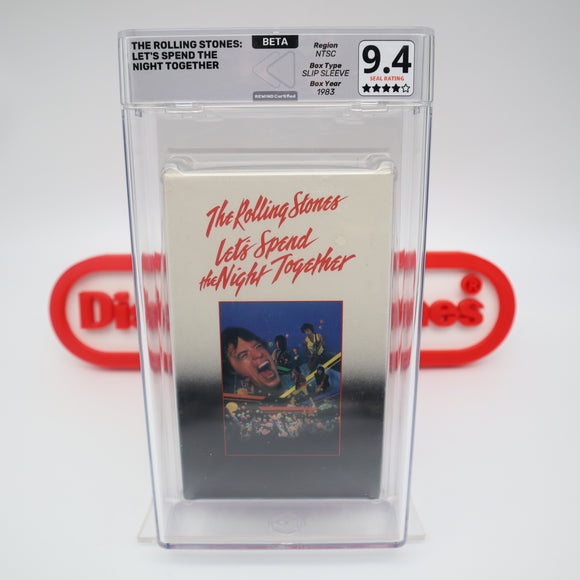 THE ROLLING STONES:
LET'S SPEND THE
NIGHT TOGETHER
BETA
REWIND Certified
Region
NTSC
Box Type
SLIP SLEEVE
Box Year
1983
9.4
SEAL RATING
The Rolling Stones
Let's Spend
the Night Together
®